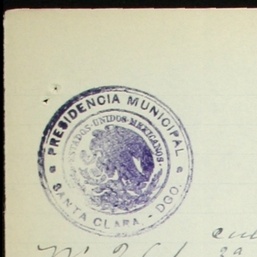 PRESIDENCIA MUNICIPAL
ESTADOS-UNIDOS-MEXICANOS
SANTA CLARA - DGO.